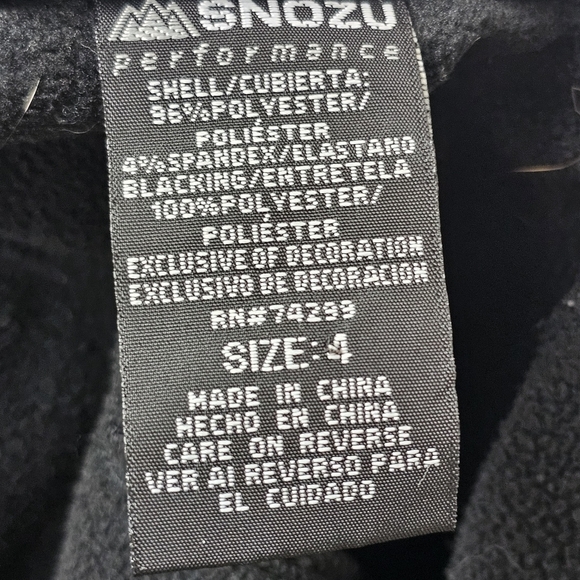 SNOZU
performance
SHELL/CUBIERTA:
96%POLYESTER/
POLIÉSTER
4%SPANDEX/ELASTANO
BLACKING/ENTRETELA
100%POLYESTER/
POLIÉSTER
EXCLUSIVE OF DECORATION
EXCLUSIVO DE DECORACION
RN#74299
SIZE:4
MADE IN CHINA
HECHO EN CHINA
CARE ON REVERSE
VER AI REVERSO PARA
EL CUIDADO